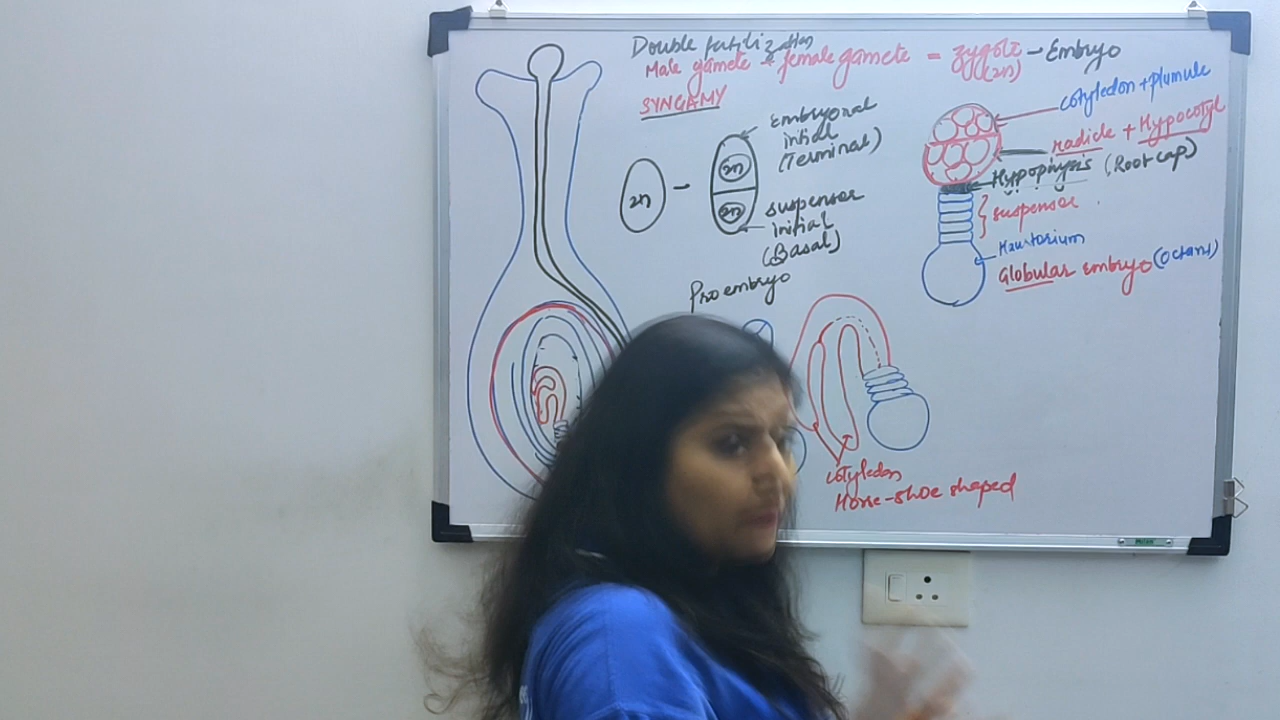 Double fertilization
Male gamete + female gamete = zygote - Embryo
(2n)
SYNGAMY
cotyledon + plumule
embryonal
initial
(Terminal)
radicle + Hypocotyl
Hypophysis (Root cap)
2n
2n
2n
suspensor
initial
(Basal)
suspensor
Haustorium
Globular embryo (octant)
Proembryo
cotyledon
Horse-shoe shaped